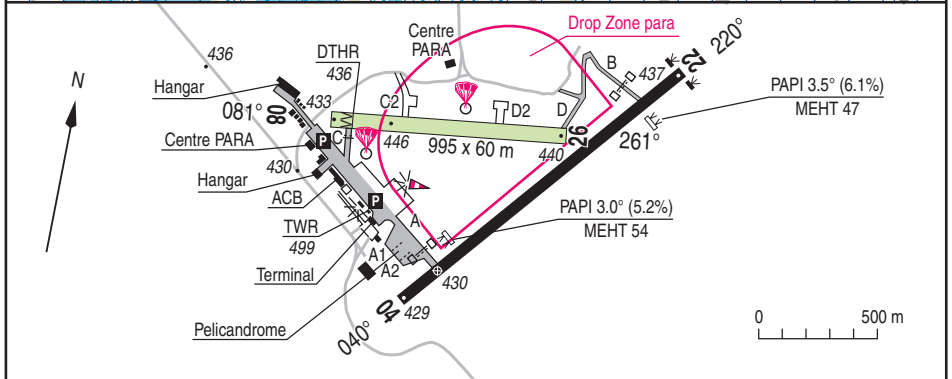 Drop Zone para
Centre
PARA
DTHR
436
436
N
Hangar
433
081°
08
C2
B
437
22
220°
PAPI 3.5° (6.1%)
MEHT 47
D2
D
Centre PARA
P
C
446
995 x 60 m
440
26
261°
430
Hangar
ACB
P
A
TWR
499
PAPI 3.0° (5.2%)
MEHT 54
A1
A2
Terminal
430
Pelicandrome
04
429
040°
0
500 m